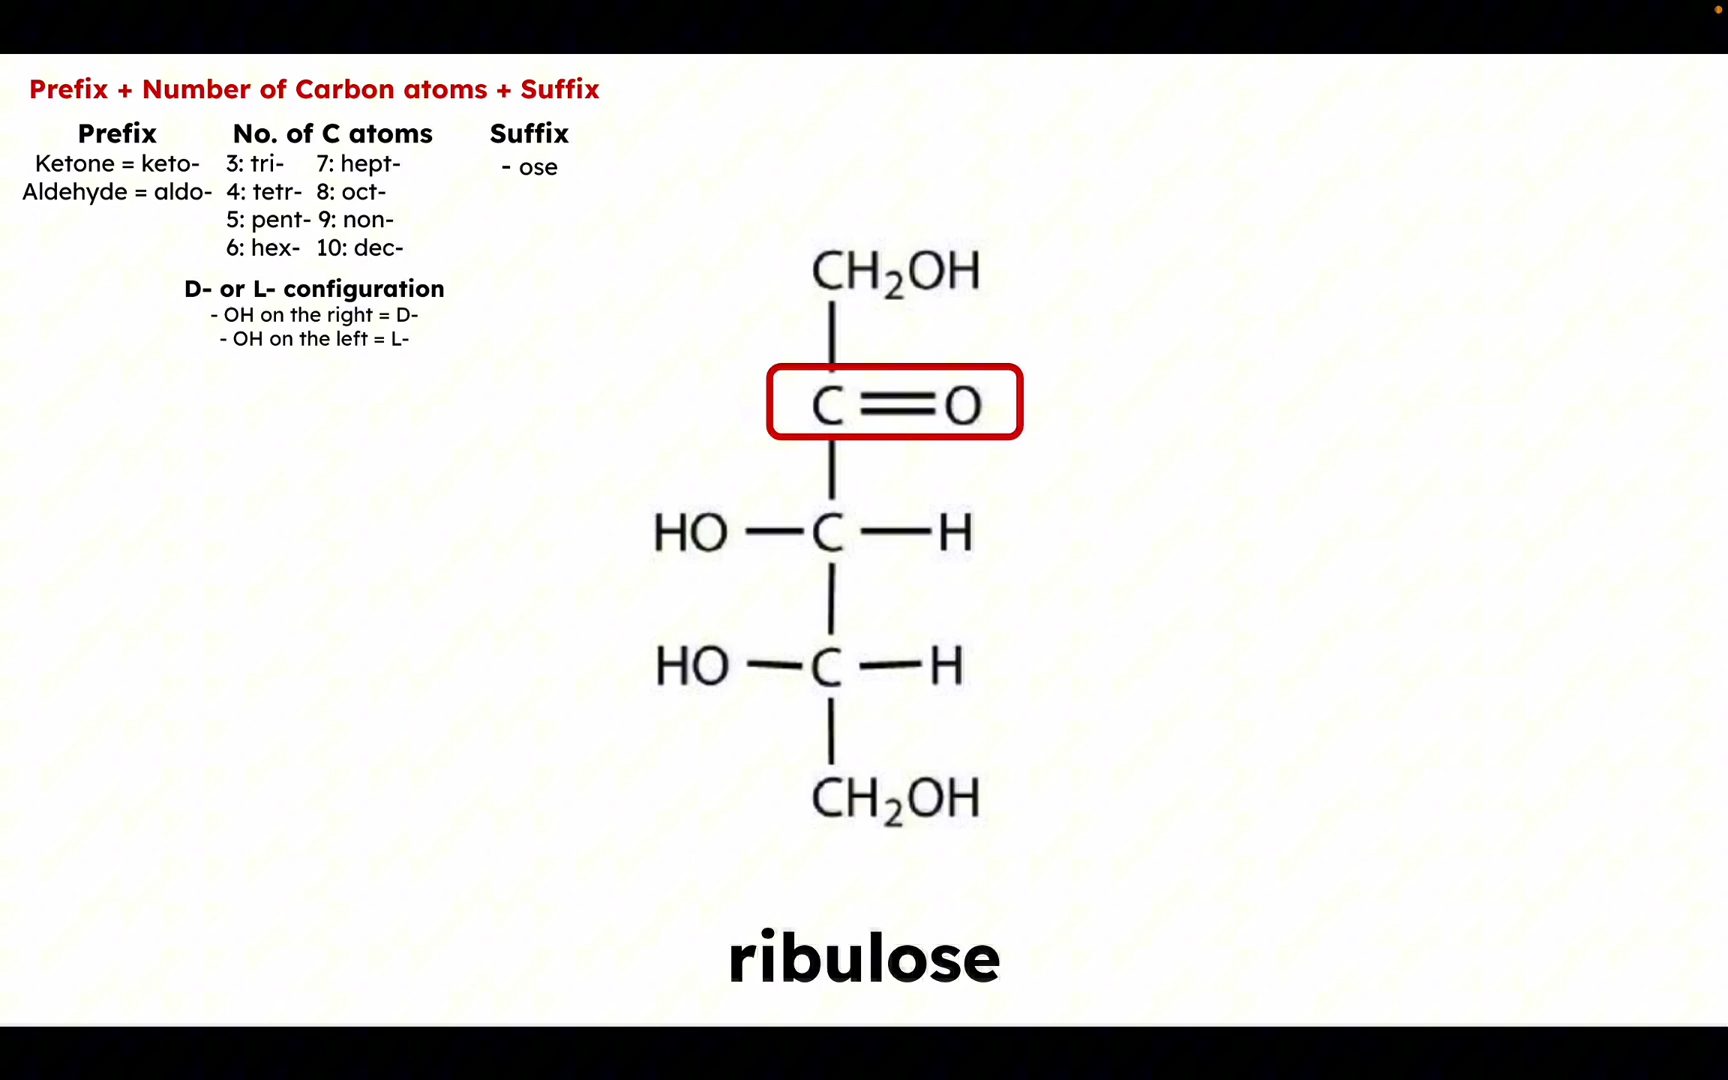 Prefix + Number of Carbon atoms + Suffix
Prefix No. of C atoms Suffix
Ketone = keto- 3: tri- 7: hept- - ose
Aldehyde = aldo- 4: tetr- 8: oct-
5: pent- 9: non-
6: hex- 10: dec-
D- or L- configuration
- OH on the right = D-
- OH on the left = L-
CH₂OH
C=O
HO—C—H
HO—C—H
CH₂OH
ribulose